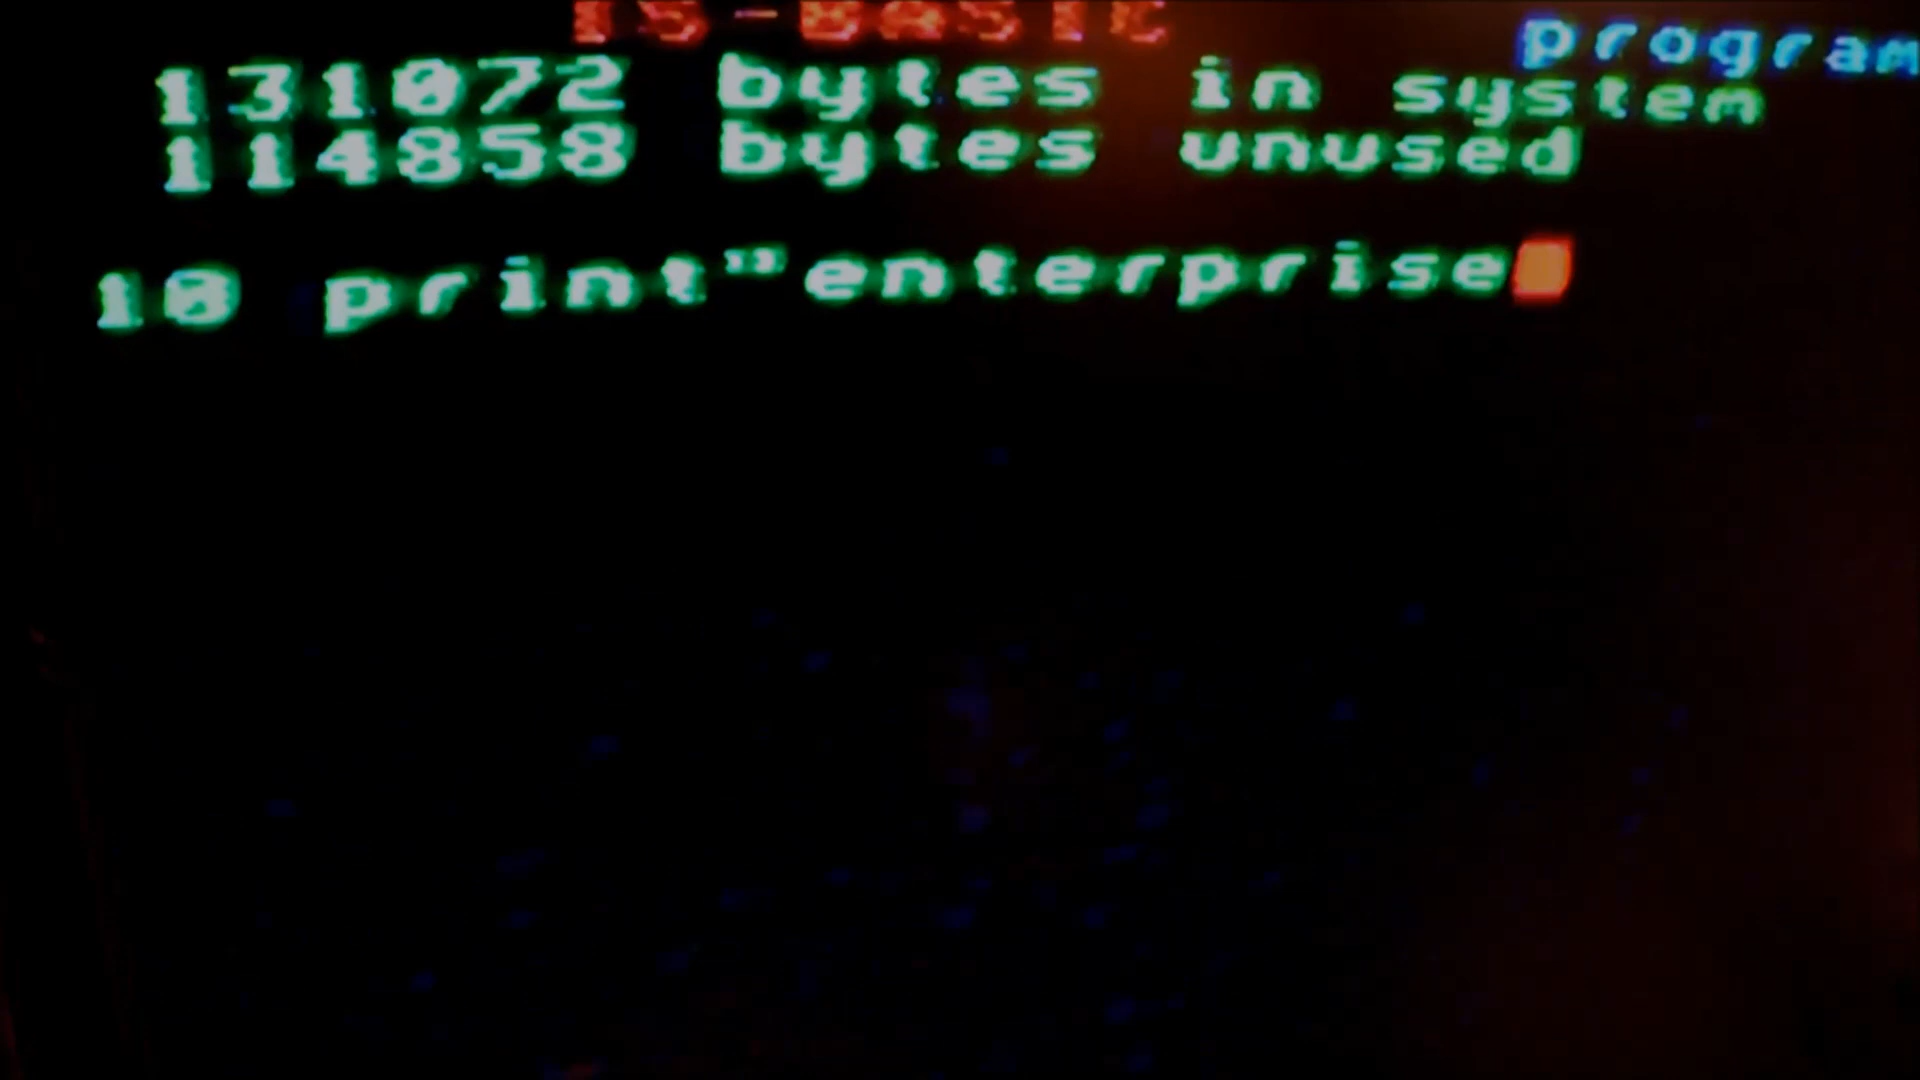 IS-BASIC
program
131072 bytes in system
114858 bytes unused
10 print"enterprise